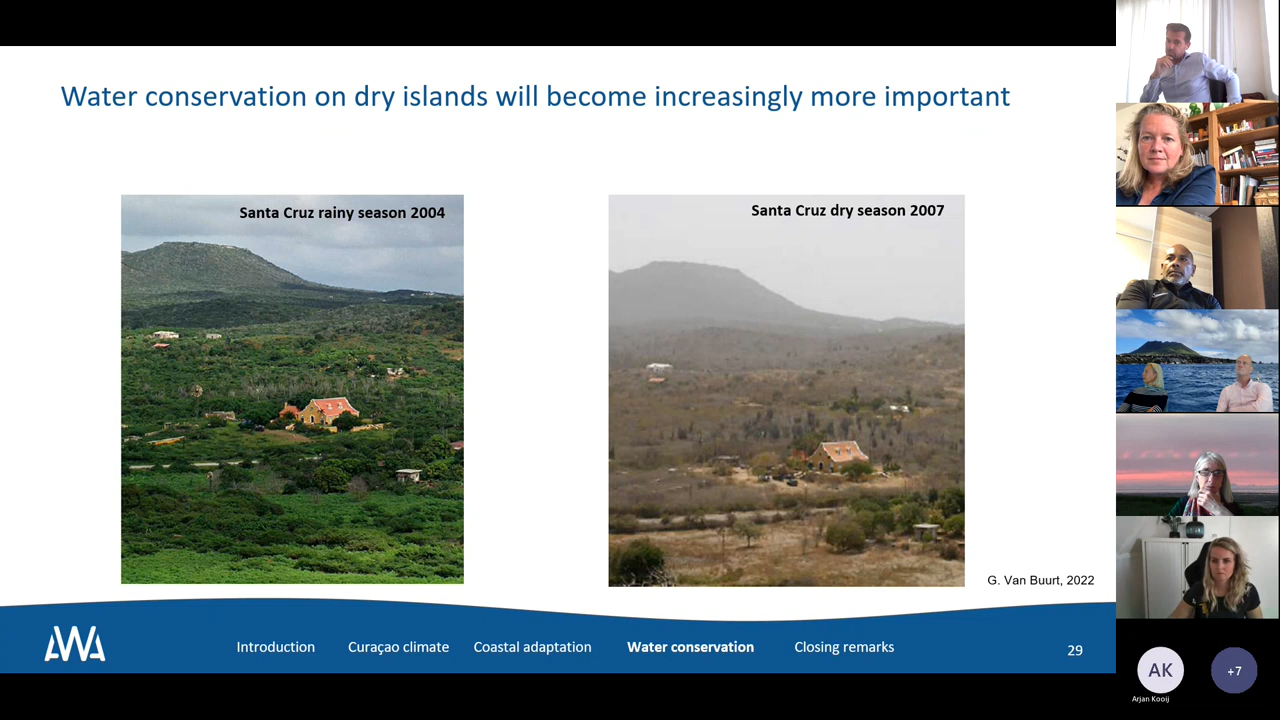 Water conservation on dry islands will become increasingly more important
Santa Cruz rainy season 2004
Santa Cruz dry season 2007
G. Van Buurt, 2022
AWA
Introduction
Curaçao climate
Coastal adaptation
Water conservation
Closing remarks
29
AK
Arjan Kooij
+7